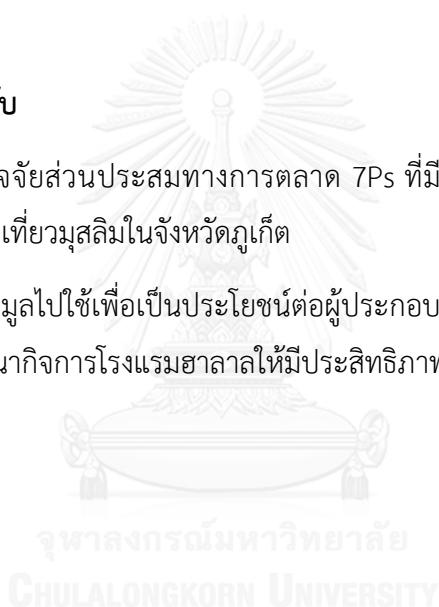 ับ
จจัยส่วนประสมทางการตลาด 7Ps ที่มี
เที่ยวมุสลิมในจังหวัดภูเก็ต
มูลไปใช้เพื่อเป็นประโยชน์ต่อผู้ประกอบ
นากิจการโรงแรมฮาลาลให้มีประสิทธิภาพ
จุฬาลงกรณ์มหาวิทยาลัย
CHULALONGKORN UNIVERSITY